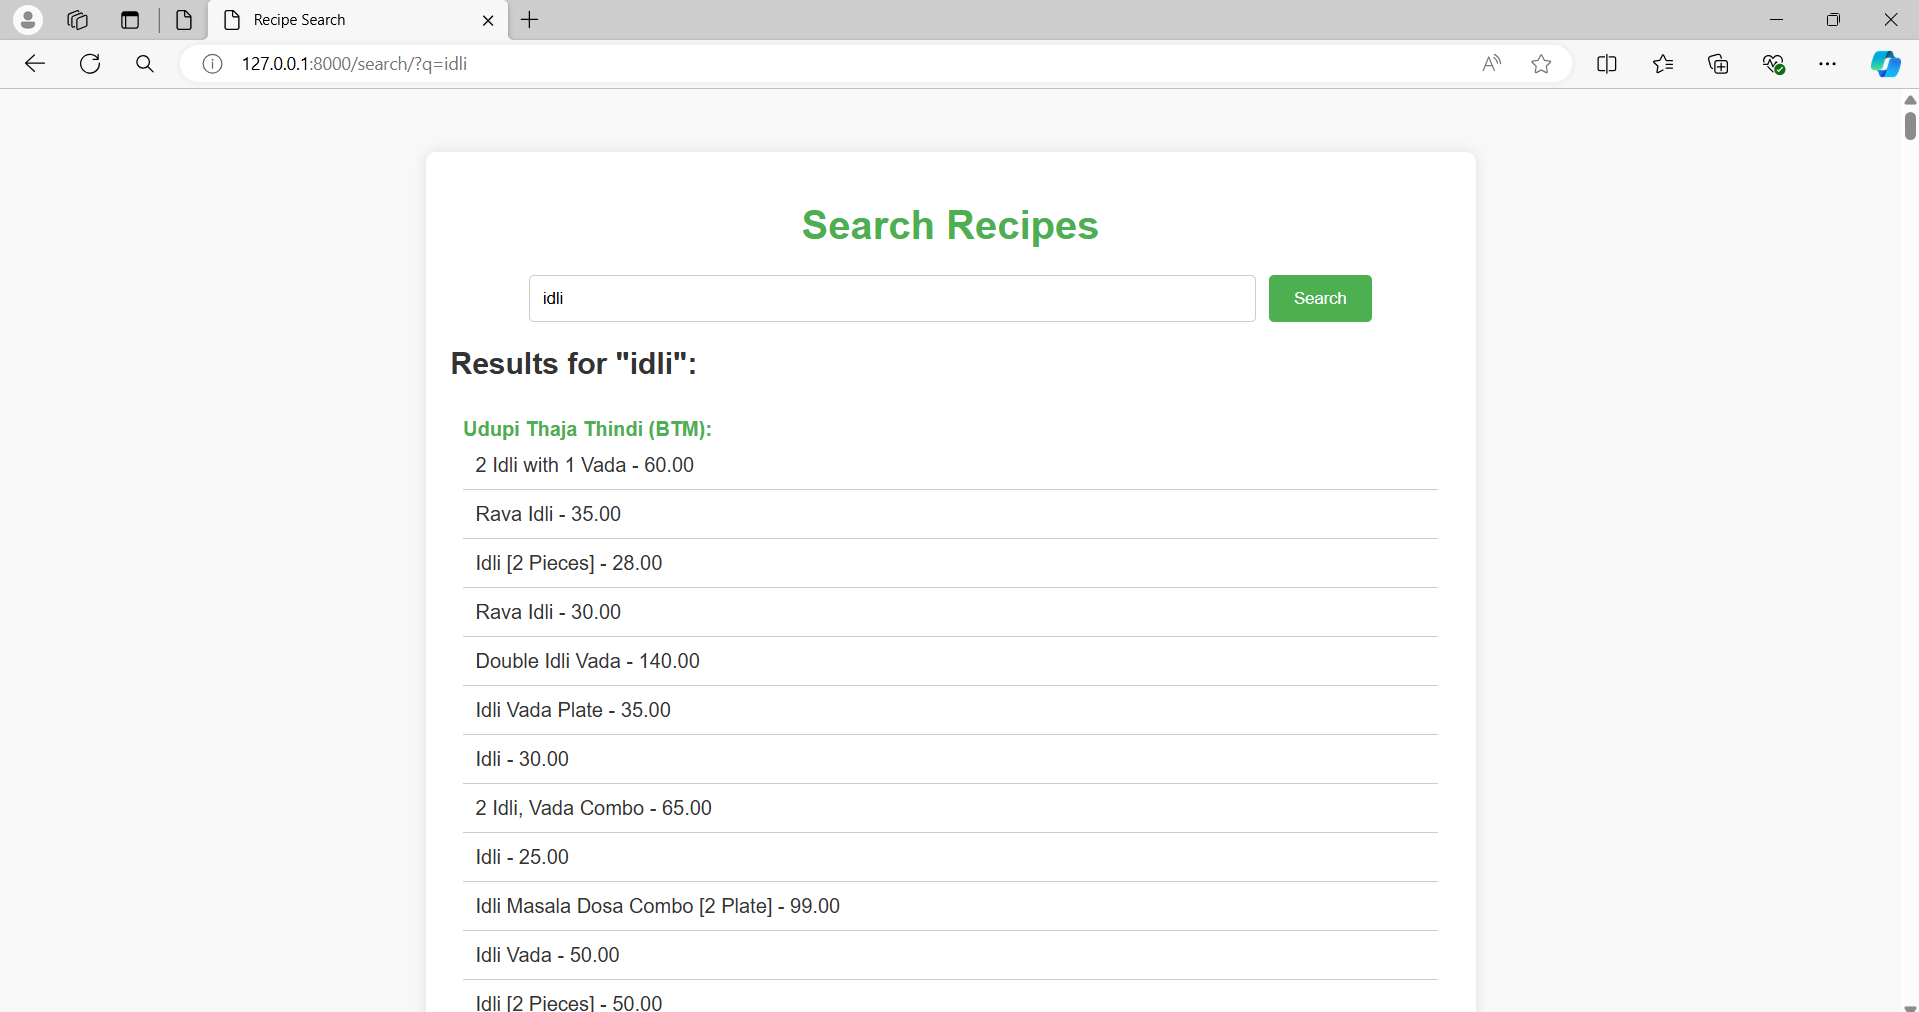 Recipe Search
127.0.0.1:8000/search/?q=idli
Search Recipes
idli
Search
Results for "idli":
Udupi Thaja Thindi (BTM):
2 Idli with 1 Vada - 60.00
Rava Idli - 35.00
Idli [2 Pieces] - 28.00
Rava Idli - 30.00
Double Idli Vada - 140.00
Idli Vada Plate - 35.00
Idli - 30.00
2 Idli, Vada Combo - 65.00
Idli - 25.00
Idli Masala Dosa Combo [2 Plate] - 99.00
Idli Vada - 50.00
Idli [2 Pieces] - 50.00